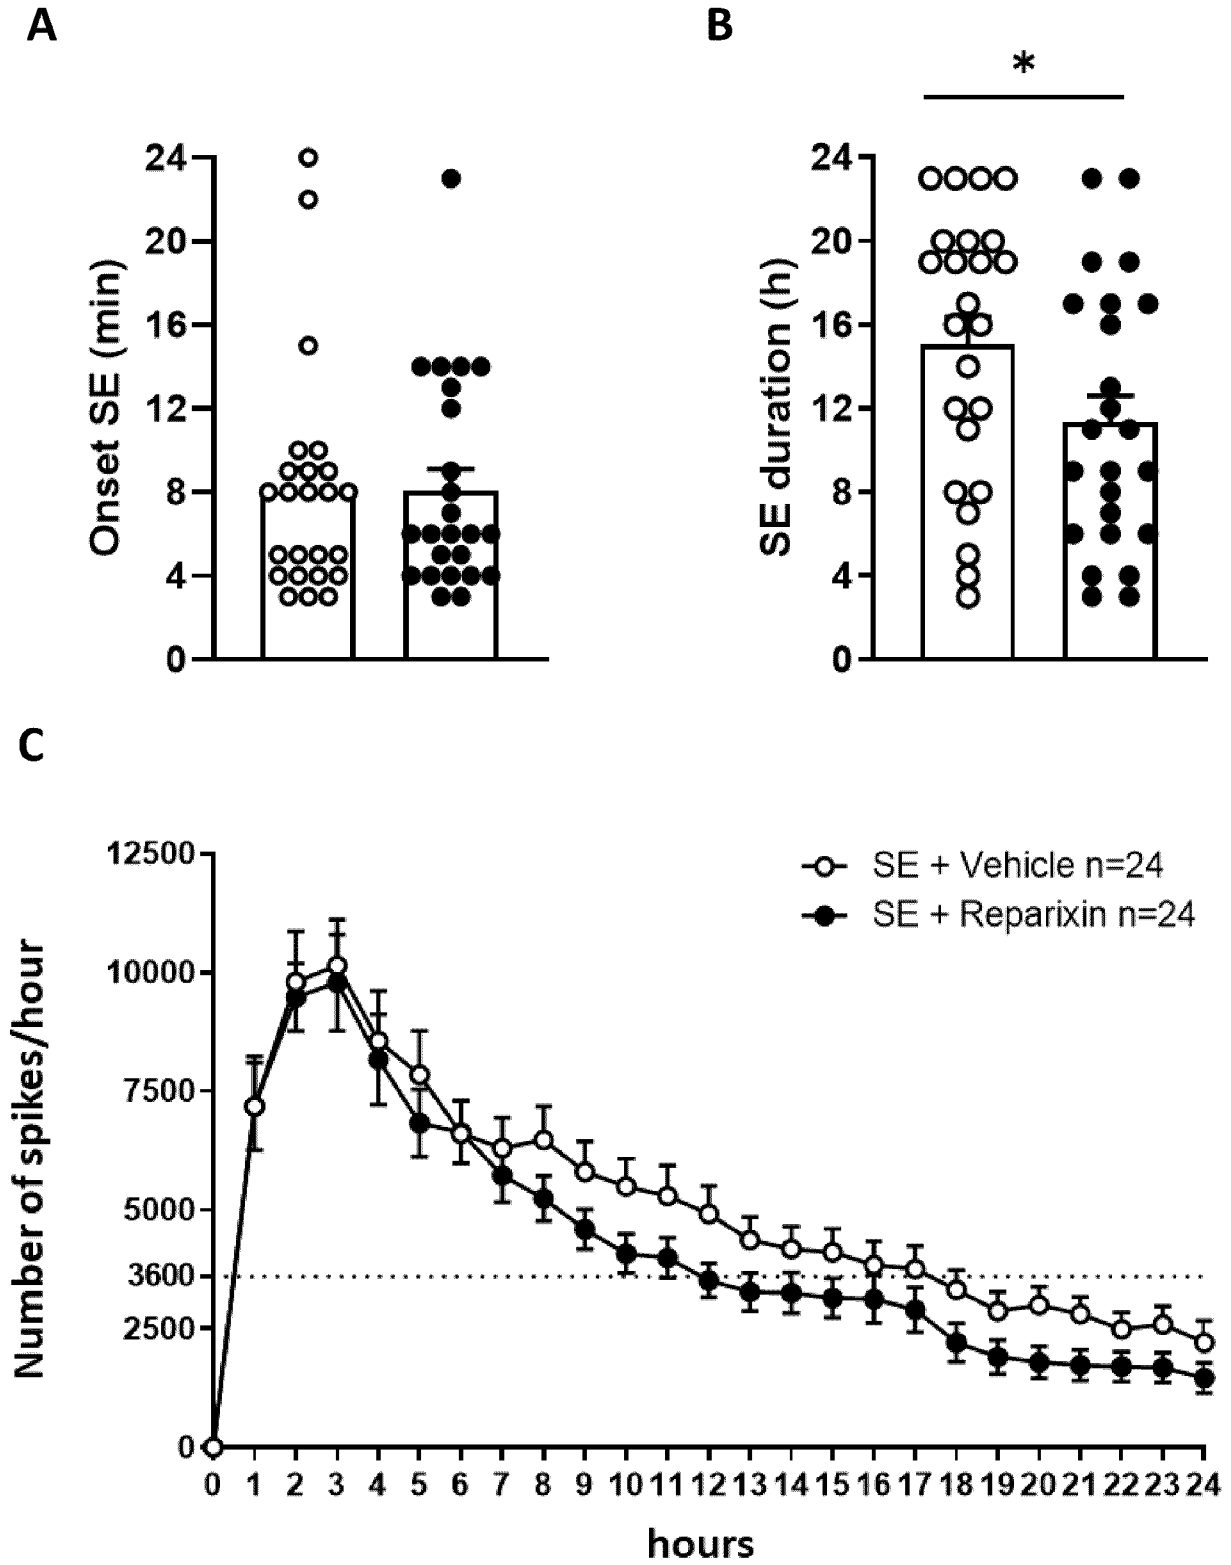 A
B
*
24
20
16
12
8
4
0
Onset SE (min)
24
20
16
12
8
4
0
SE duration (h)
C
12500
10000
7500
5000
3600
2500
0
Number of spikes/hour
SE + Vehicle n=24
SE + Reparixin n=24
0 1 2 3 4 5 6 7 8 9 10 11 12 13 14 15 16 17 18 19 20 21 22 23 24
hours